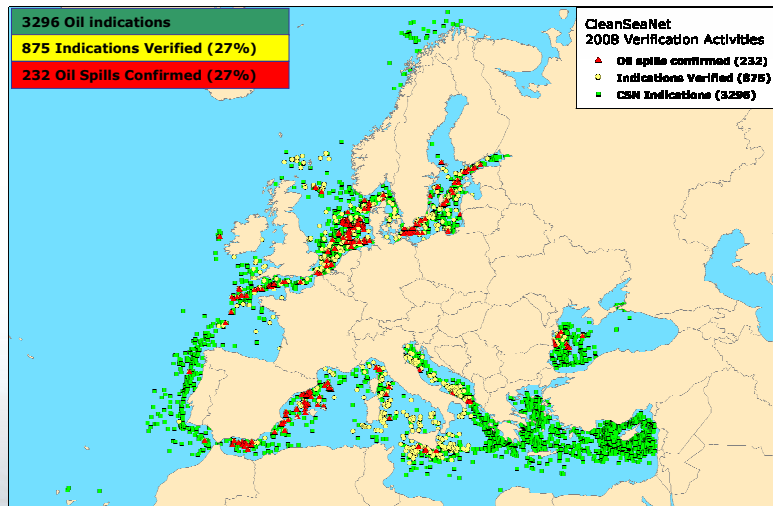 3296 Oil indications
875 Indications Verified (27%)
232 Oil Spills Confirmed (27%)
CleanSeaNet
2008 Verification Activities
Oil spills confirmed (232)
Indications Verified (875)
CSN Indications (3296)